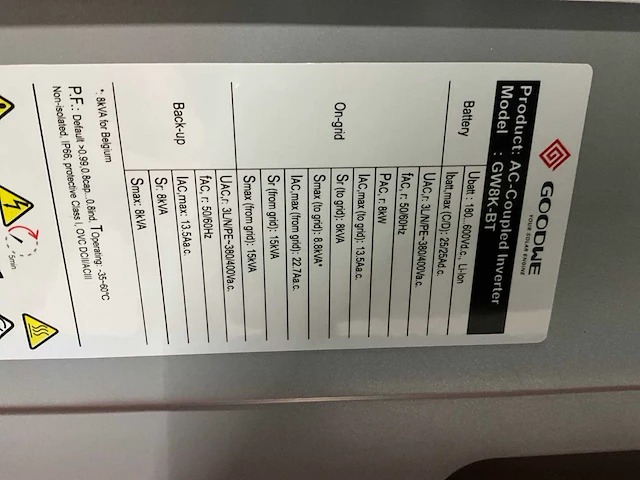 GOODWE
YOUR SOLAR ENGINE
Product: AC-Coupled Inverter
Model : GW8K-BT
Battery
Ubatt : 180...600Vd.c., Li-Ion
Ibatt,max (C/D): 25/25Ad.c.
On-grid
UAC,r: 3L/N/PE~380/400Va.c.
fAC, r: 50/60Hz
PAC, r: 8kW
IAC,max (to grid): 13.5Aa.c.
Sr (to grid): 8kVA
Smax (to grid): 8.8kVA*
IAC,max (from grid): 22.7Aa.c.
Sr (from grid): 15kVA
Smax (from grid): 15kVA
Back-up
UAC,r: 3L/N/PE~380/400Va.c.
fAC, r: 50/60Hz
IAC,max: 13.5Aa.c.
Sr: 8kVA
Smax: 8kVA
*: 8kVA for Belgium
P.F.: Default >0.99,0.8cap...0.8ind, TOperating: -35~60°C
Non-isolated, IP66, protective Class I, OVC DCII/ACIII
5min